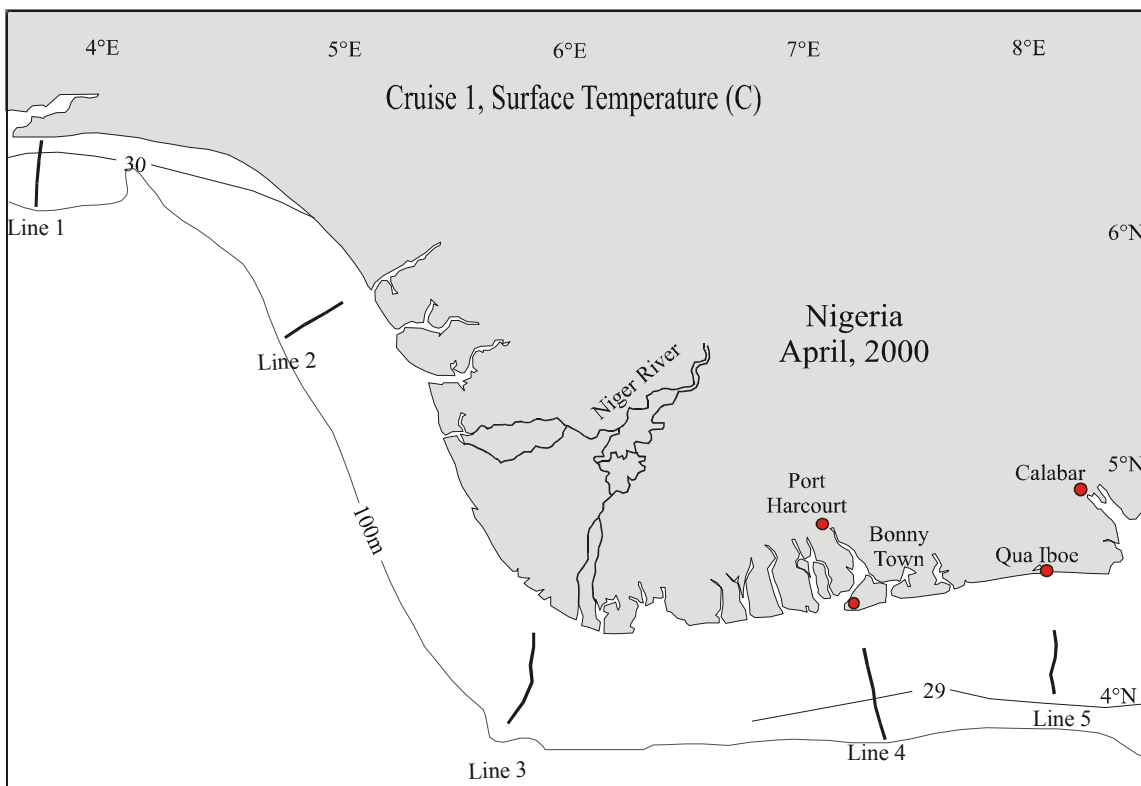 4°E
5°E
6°E
7°E
8°E
Cruise 1, Surface Temperature (C)
30
Line 1
6°N
Nigeria
April, 2000
Line 2
Niger River
5°N
Calabar
Port
Harcourt
100m
Bonny
Town
Qua Iboe
29
4°N
Line 5
Line 4
Line 3